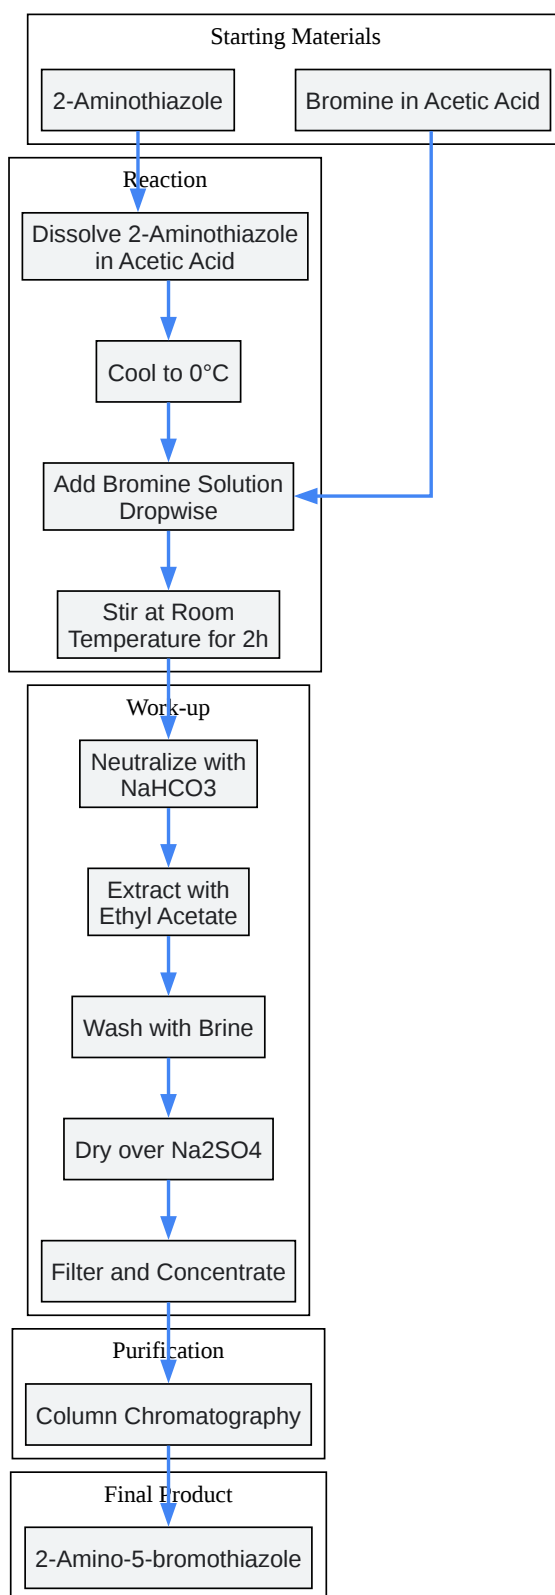 Starting Materials
2-Aminothiazole
Bromine in Acetic Acid
Reaction
Dissolve 2-Aminothiazole
in Acetic Acid
Cool to 0°C
Add Bromine Solution
Dropwise
Stir at Room
Temperature for 2h
Work-up
Neutralize with
NaHCO3
Extract with
Ethyl Acetate
Wash with Brine
Dry over Na2SO4
Filter and Concentrate
Purification
Column Chromatography
Final Product
2-Amino-5-bromothiazole